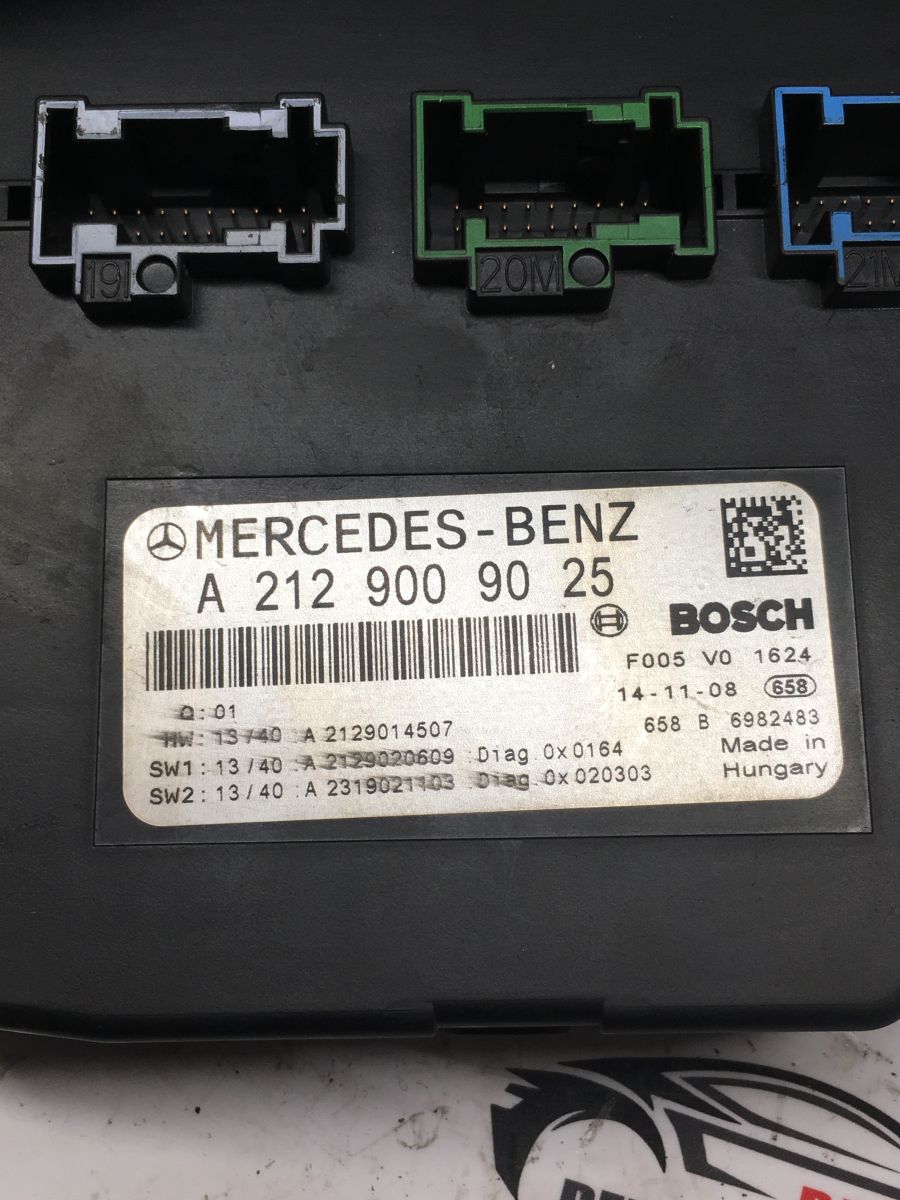 19I
20M
21M
MERCEDES-BENZ
A 212 900 90 25
BOSCH
F005 V0 1624
14-11-08 658
Q: 01
658 B 6982483
HW: 13/40 :A 2129014507
Made in
SW1: 13/40 :A 2129020609 :Diag.0x0164
Hungary
SW2: 13/40 :A 2319021103 :Diag.0x020303